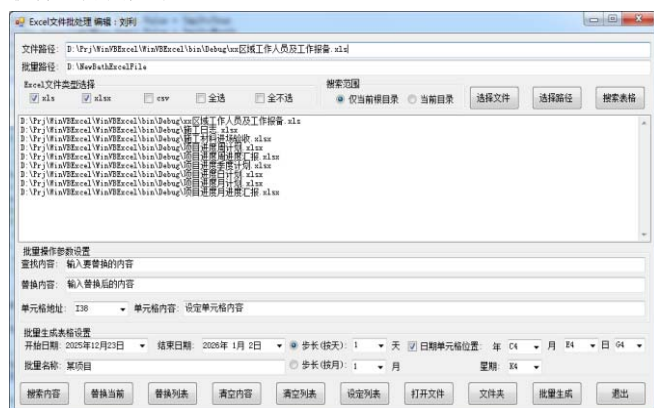 Excel文件批处理 编辑：刘利
文件路径: D:\Prj\WinVBExcel\WinVBExcel\bin\Debug\xx区域工作人员及工作报备.xls
批量路径: D:\NewBathExcelFile
Excel文件类型选择 搜索范围
xls xlsx csv 全选 全不选 仅当前根目录 当前目录 选择文件 选择路径 搜索表格
D:\Prj\WinVBExcel\WinVBExcel\bin\Debug\xx区域工作人员及工作报备.xls
D:\Prj\WinVBExcel\WinVBExcel\bin\Debug\施工日志.xlsx
D:\Prj\WinVBExcel\WinVBExcel\bin\Debug\施工材料进场验收.xlsx
D:\Prj\WinVBExcel\WinVBExcel\bin\Debug\项目进度周计划.xlsx
D:\Prj\WinVBExcel\WinVBExcel\bin\Debug\项目进度周进度汇报.xlsx
D:\Prj\WinVBExcel\WinVBExcel\bin\Debug\项目进度季度计划.xlsx
D:\Prj\WinVBExcel\WinVBExcel\bin\Debug\项目进度日计划.xlsx
D:\Prj\WinVBExcel\WinVBExcel\bin\Debug\项目进度月计划.xlsx
D:\Prj\WinVBExcel\WinVBExcel\bin\Debug\项目进度月进度汇报.xlsx
批量操作参数设置
查找内容: 输入要替换的内容
替换内容: 输入替换后的内容
单元格地址: I38 单元格内容: 设定单元格内容
批量生成表格设置
开始日期: 2025年12月23日 结束日期: 2026年 1月 2日 步长(按天): 1 天 日期单元格位置: 年 C4 月 E4 日 G4
批量名称: 某项目 步长(按月): 1 月 星期: K4
搜索内容 替换当前 替换列表 清空内容 清空列表 设定列表 打开文件 文件夹 批量生成 退出